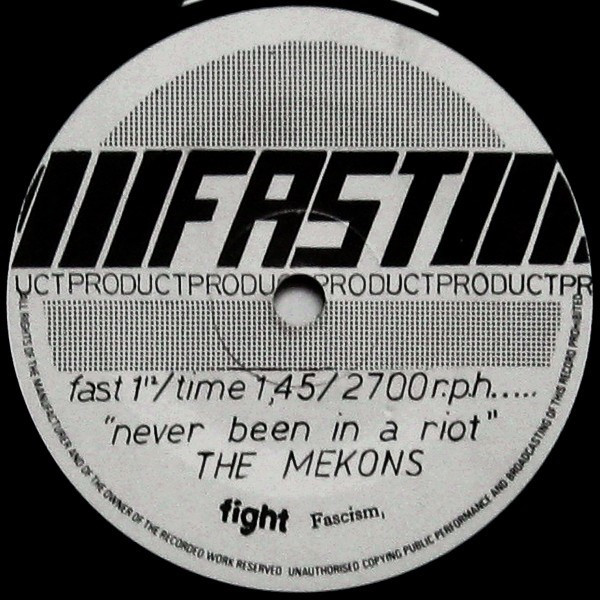 FAST
UCTPRODUCTPRODUCTPRODUCTPR
fast 1"/time 1,45/2700r.p.h.....
"never been in a riot"
THE MEKONS
fight Fascism,
ALL RIGHTS OF THE MANUFACTURER AND OF THE OWNER OF THE RECORDED WORK RESERVED UNAUTHORISED COPYING PUBLIC PERFORMANCE AND BROADCASTING OF THIS RECORD PROHIBITED